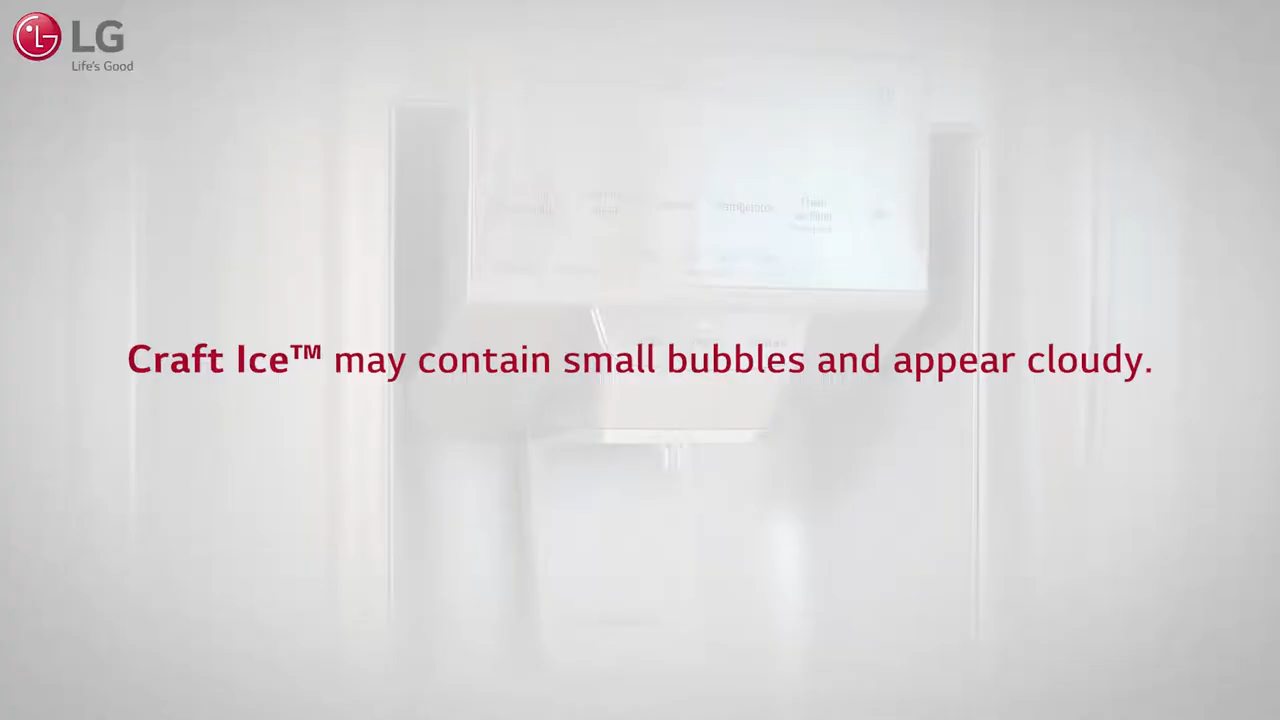 LG
Life's Good
Craft Ice™ may contain small bubbles and appear cloudy.